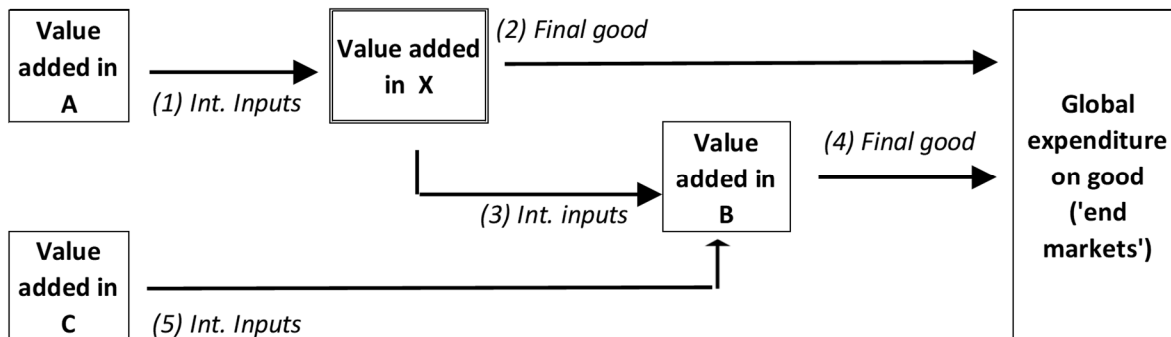 Value
added in
A
(1) Int. Inputs
Value added
in X
(2) Final good
(3) Int. inputs
Value
added in
B
(4) Final good
Value
added in
C
(5) Int. Inputs
Global
expenditure
on good
('end
markets')